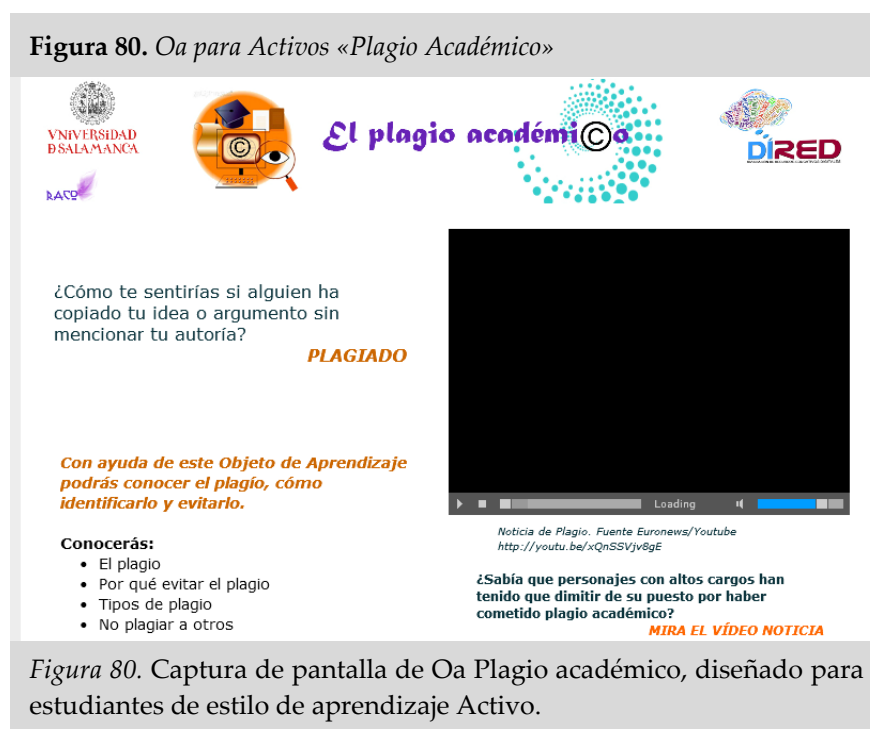 Figura 80. Oa para Activos «Plagio Académico»
VNiVERSiDAD
D SALAMANCA
RACO
El plagio académi©o
DÍRED
¿Cómo te sentirías si alguien ha
copiado tu idea o argumento sin
mencionar tu autoría?
PLAGIADO
Con ayuda de este Objeto de Aprendizaje
podrás conocer el plagío, cómo
identificarlo y evitarlo.
Conocerás:
• El plagio
• Por qué evitar el plagio
• Tipos de plagio
• No plagiar a otros
Loading
Noticia de Plagio. Fuente Euronews/Youtube
http://youtu.be/xQnSSVjv8gE
¿Sabía que personajes con altos cargos han
tenido que dimitir de su puesto por haber
cometido plagio académico?
MIRA EL VÍDEO NOTICIA
Figura 80. Captura de pantalla de Oa Plagio académico, diseñado para
estudiantes de estilo de aprendizaje Activo.